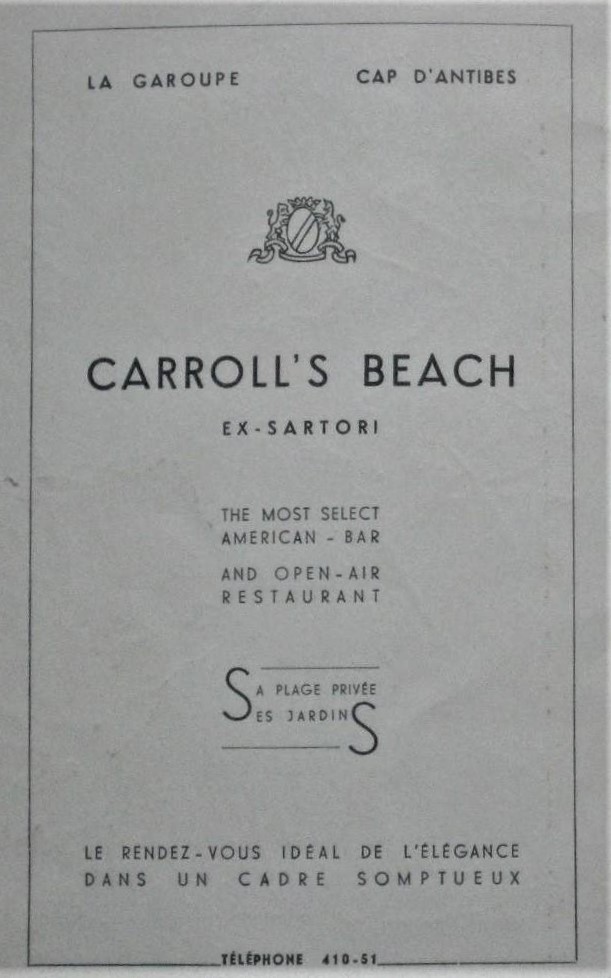 LA GAROUPE CAP D'ANTIBES
CARROLL'S BEACH
EX-SARTORI
THE MOST SELECT
AMERICAN - BAR
AND OPEN-AIR
RESTAURANT
SA PLAGE PRIVÉE
SES JARDINS
LE RENDEZ-VOUS IDÉAL DE L'ÉLÉGANCE
DANS UN CADRE SOMPTUEUX
TÉLÉPHONE 410-51